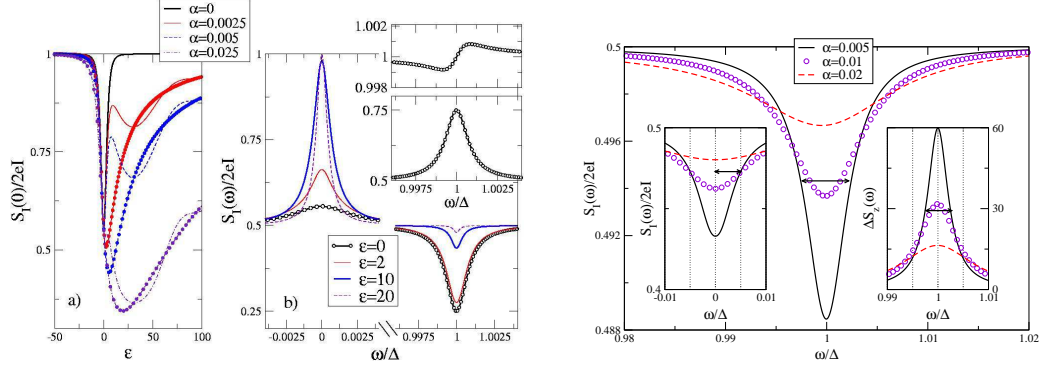 α=0
α=0.0025
α=0.005
α=0.025
1
0.75
0.5
0.25
S_I(0)/2eI
a)
-50
0
50
100
ε
1
0.75
0.5
0.25
S_I(ω)/2eI
b)
ε=0
ε=2
ε=10
ε=20
-0.0025
0
0.0025
0.9975
1
1.0025
ω/Δ
1.002
1
0.998
0.75
0.5
0.9975
1
1.0025
ω/Δ
0.5
0.496
0.492
0.488
S_I(ω)/2eI
α=0.005
α=0.01
α=0.02
0.98
0.99
1
1.01
1.02
ω/Δ
0.5
0.4
S_I(ω)/2eI
-0.01
0
0.01
ω/Δ
60
30
0
ΔS_z(ω)
0.99
1
1.01
ω/Δ